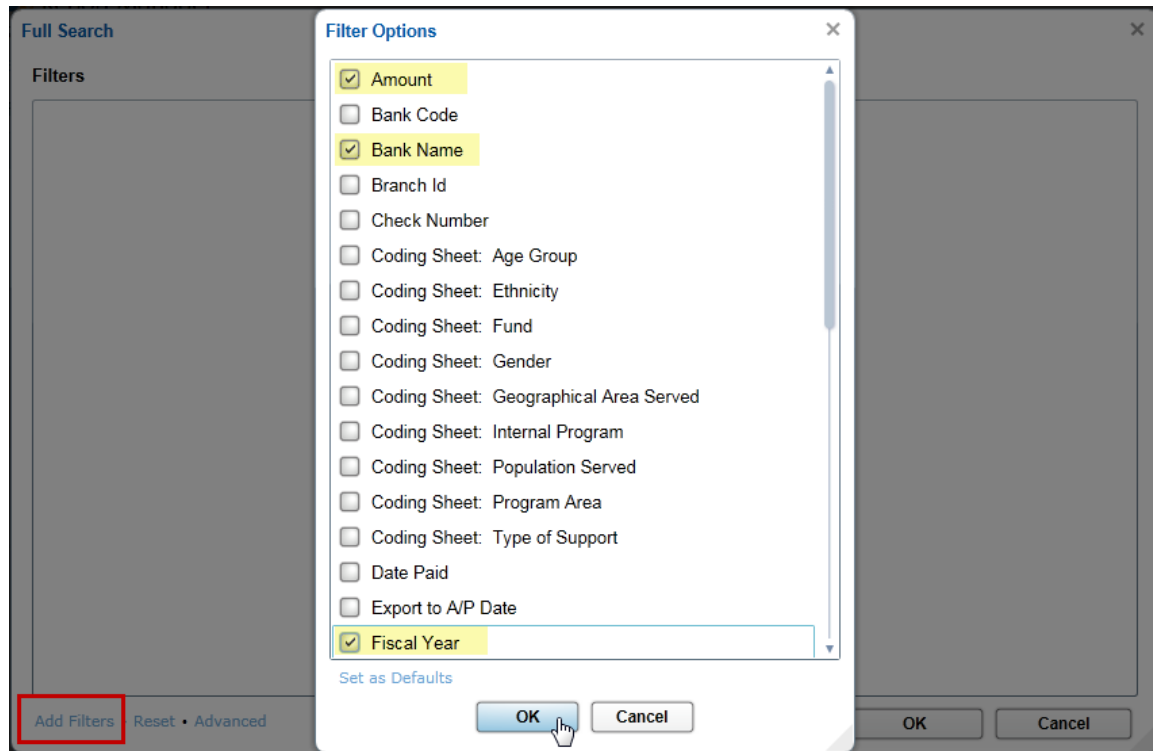 Full Search
Filters
Filter Options
Amount
Bank Code
Bank Name
Branch Id
Check Number
Coding Sheet: Age Group
Coding Sheet: Ethnicity
Coding Sheet: Fund
Coding Sheet: Gender
Coding Sheet: Geographical Area Served
Coding Sheet: Internal Program
Coding Sheet: Population Served
Coding Sheet: Program Area
Coding Sheet: Type of Support
Date Paid
Export to A/P Date
Fiscal Year
Set as Defaults
OK Cancel
Add Filters Reset • Advanced
OK Cancel